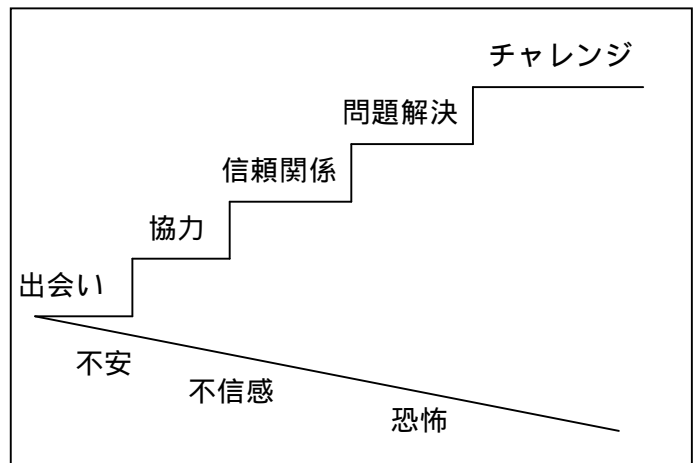 チャレンジ
問題解決
信頼関係
協力
出会い
不安
不信感
恐怖